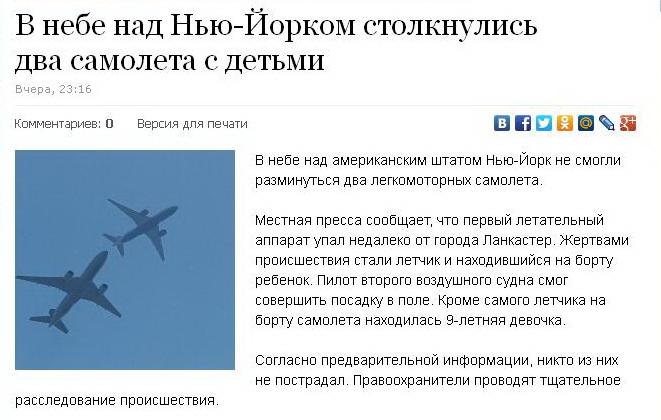 В небе над Нью-Йорком столкнулись
два самолета с детьми
Вчера, 23:16
Комментариев: 0 Версия для печати
В небе над американским штатом Нью-Йорк не смогли
разминуться два легкомоторных самолета.
Местная пресса сообщает, что первый летательный
аппарат упал недалеко от города Ланкастер. Жертвами
происшествия стали летчик и находившийся на борту
ребенок. Пилот второго воздушного судна смог
совершить посадку в поле. Кроме самого летчика на
борту самолета находилась 9-летняя девочка.
Согласно предварительной информации, никто из них
не пострадал. Правоохранители проводят тщательное
расследование происшествия.